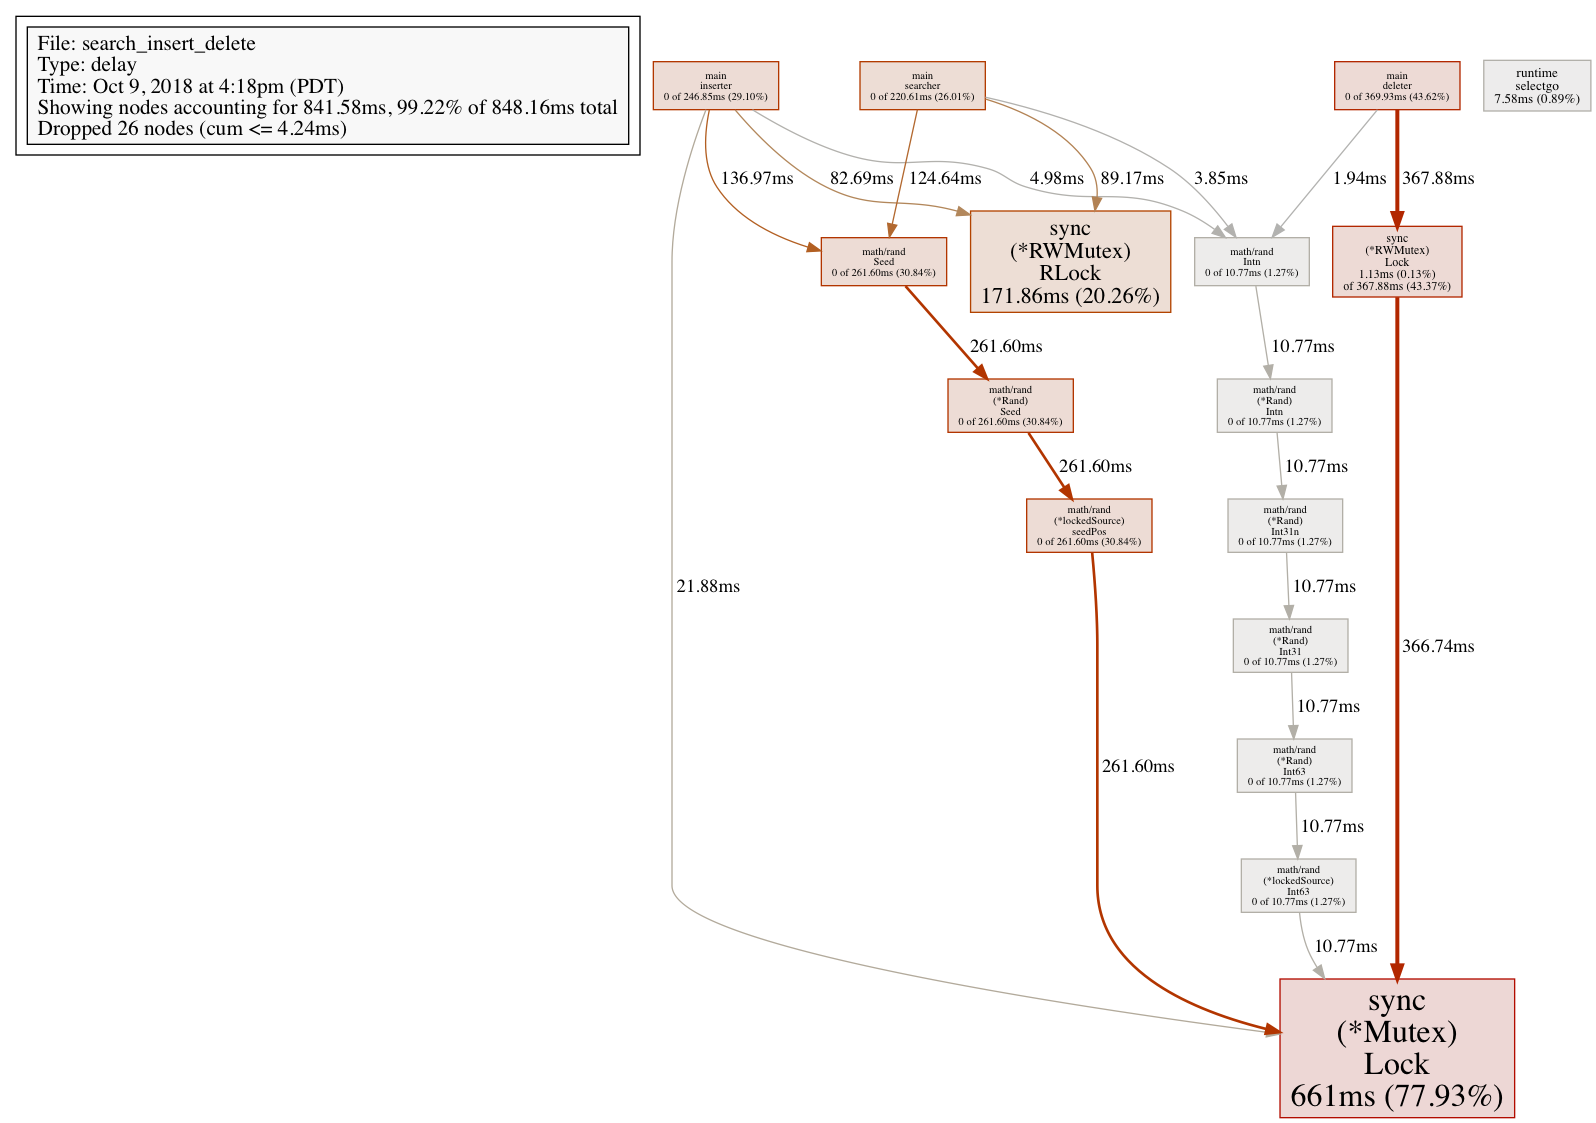 File: search_insert_delete
Type: delay
Time: Oct 9, 2018 at 4:18pm (PDT)
Showing nodes accounting for 841.58ms, 99.22% of 848.16ms total
Dropped 26 nodes (cum <= 4.24ms)
main
inserter
0 of 246.85ms (29.10%)
main
searcher
0 of 220.61ms (26.01%)
main
deleter
0 of 369.93ms (43.62%)
runtime
selectgo
7.58ms (0.89%)
136.97ms
82.69ms
124.64ms
4.98ms
89.17ms
3.85ms
1.94ms
367.88ms
math/rand
Seed
0 of 261.60ms (30.84%)
sync
(*RWMutex)
RLock
171.86ms (20.26%)
math/rand
Intn
0 of 10.77ms (1.27%)
sync
(*RWMutex)
Lock
1.13ms (0.13%)
of 367.88ms (43.37%)
261.60ms
10.77ms
math/rand
(*Rand)
Seed
0 of 261.60ms (30.84%)
math/rand
(*Rand)
Intn
0 of 10.77ms (1.27%)
261.60ms
10.77ms
math/rand
(*lockedSource)
seedPos
0 of 261.60ms (30.84%)
math/rand
(*Rand)
Int31n
0 of 10.77ms (1.27%)
21.88ms
10.77ms
math/rand
(*Rand)
Int31
0 of 10.77ms (1.27%)
366.74ms
10.77ms
math/rand
(*Rand)
Int63
0 of 10.77ms (1.27%)
261.60ms
10.77ms
math/rand
(*lockedSource)
Int63
0 of 10.77ms (1.27%)
10.77ms
sync
(*Mutex)
Lock
661ms (77.93%)